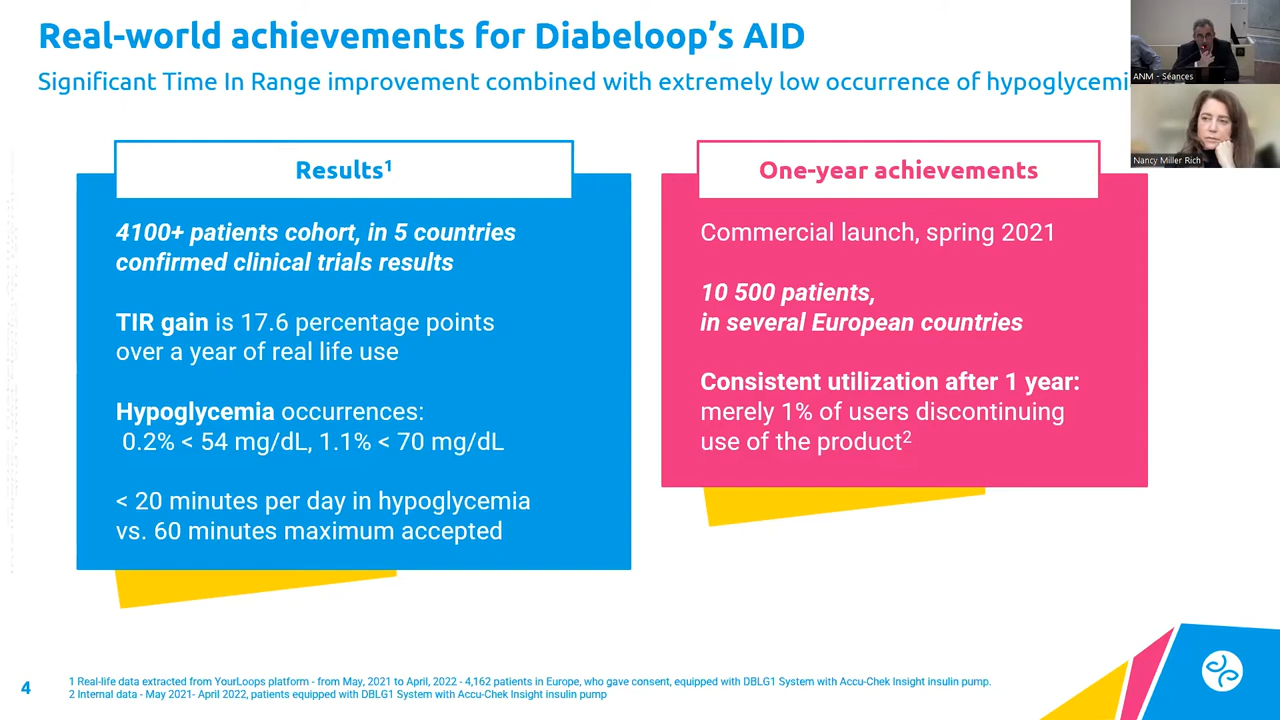 Real-world achievements for Diabeloop's AID
Significant Time In Range improvement combined with extremely low occurrence of hypoglycemi
ANM - Séances
Nancy Miller Rich
Results¹
4100+ patients cohort, in 5 countries
confirmed clinical trials results
TIR gain is 17.6 percentage points
over a year of real life use
Hypoglycemia occurrences:
0.2% < 54 mg/dL, 1.1% < 70 mg/dL
< 20 minutes per day in hypoglycemia
vs. 60 minutes maximum accepted
One-year achievements
Commercial launch, spring 2021
10 500 patients,
in several European countries
Consistent utilization after 1 year:
merely 1% of users discontinuing
use of the product²
4
1 Real-life data extracted from YourLoops platform - from May, 2021 to April, 2022 - 4,162 patients in Europe, who gave consent, equipped with DBLG1 System with Accu-Chek Insight insulin pump.
2 Internal data - May 2021- April 2022, patients equipped with DBLG1 System with Accu-Chek Insight insulin pump